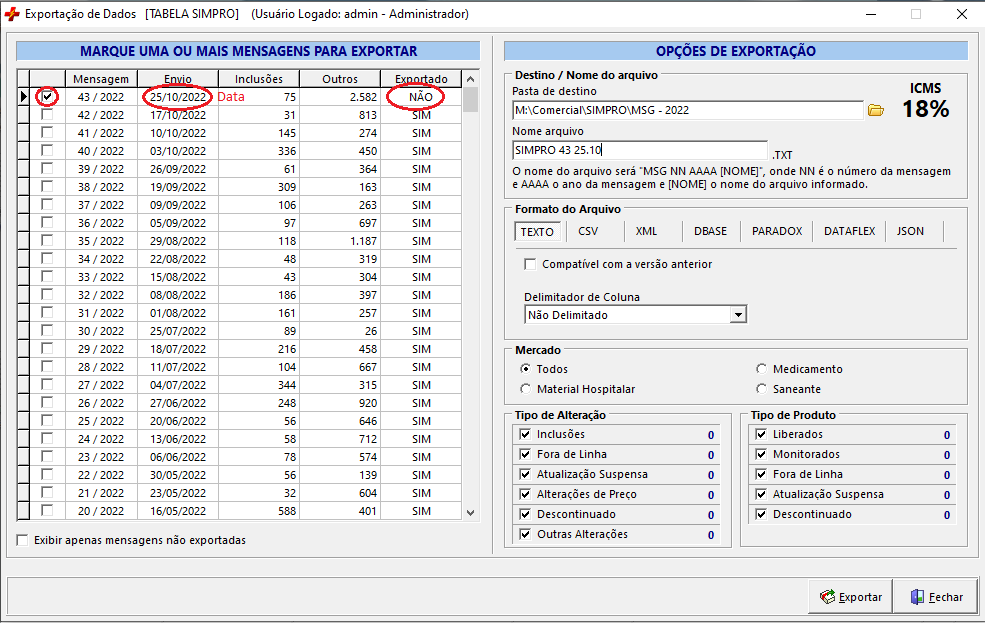 Exportação de Dados [TABELA SIMPRO] (Usuário Logado: admin - Administrador)
MARQUE UMA OU MAIS MENSAGENS PARA EXPORTAR
Mensagem Envio Inclusões Outros Exportado
43 / 2022 25/10/2022 Data 75 2.582 NÃO
42 / 2022 17/10/2022 31 813 SIM
41 / 2022 10/10/2022 145 274 SIM
40 / 2022 03/10/2022 336 450 SIM
39 / 2022 26/09/2022 61 364 SIM
38 / 2022 19/09/2022 309 163 SIM
37 / 2022 09/09/2022 106 263 SIM
36 / 2022 05/09/2022 97 697 SIM
35 / 2022 29/08/2022 118 1.187 SIM
34 / 2022 22/08/2022 48 319 SIM
33 / 2022 15/08/2022 43 304 SIM
32 / 2022 08/08/2022 186 397 SIM
31 / 2022 01/08/2022 161 257 SIM
30 / 2022 25/07/2022 89 26 SIM
29 / 2022 18/07/2022 216 458 SIM
28 / 2022 11/07/2022 104 667 SIM
27 / 2022 04/07/2022 344 315 SIM
26 / 2022 27/06/2022 248 920 SIM
25 / 2022 20/06/2022 56 646 SIM
24 / 2022 13/06/2022 58 712 SIM
23 / 2022 06/06/2022 78 574 SIM
22 / 2022 30/05/2022 56 139 SIM
21 / 2022 23/05/2022 32 604 SIM
20 / 2022 16/05/2022 588 401 SIM
Exibir apenas mensagens não exportadas
OPÇÕES DE EXPORTAÇÃO
Destino / Nome do arquivo
Pasta de destino
M:\Comercial\SIMPRO\MSG - 2022
ICMS
18%
Nome arquivo
SIMPRO 43 25.10
.TXT
O nome do arquivo será "MSG NN AAAA [NOME]", onde NN é o número da mensagem
e AAAA o ano da mensagem e [NOME] o nome do arquivo informado.
Formato do Arquivo
TEXTO CSV XML DBASE PARADOX DATAFLEX JSON
Compatível com a versão anterior
Delimitador de Coluna
Não Delimitado
Mercado
Todos Medicamento
Material Hospitalar Saneante
Tipo de Alteração
Inclusões 0
Fora de Linha 0
Atualização Suspensa 0
Alterações de Preço 0
Descontinuado 0
Outras Alterações 0
Tipo de Produto
Liberados 0
Monitorados 0
Fora de Linha 0
Atualização Suspensa 0
Descontinuado 0
Exportar Fechar